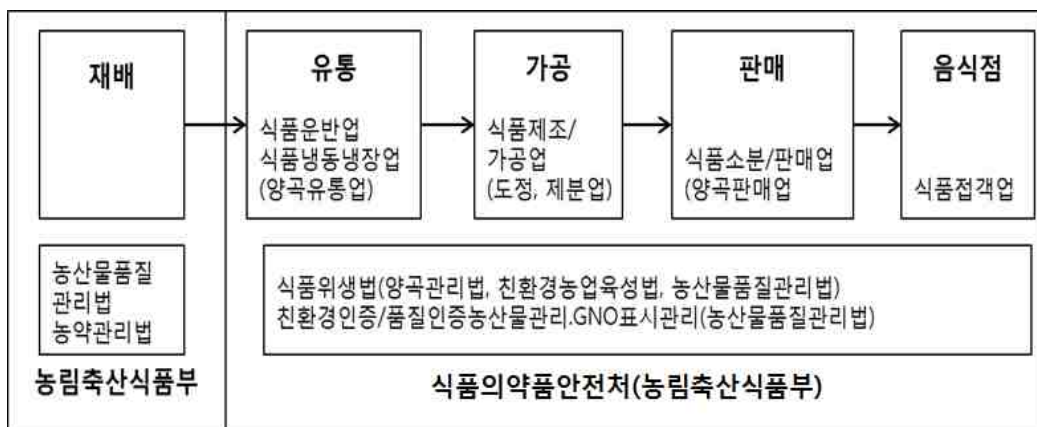 재배
유통
식품운반업
식품냉동냉장업
(양곡유통업)
가공
식품제조/
가공업
(도정, 제분업)
판매
식품소분/판매업
(양곡판매업
음식점
식품접객업
농산물품질
관리법
농약관리법
농림축산식품부
식품위생법(양곡관리법, 친환경농업육성법, 농산물품질관리법)
친환경인증/품질인증농산물관리.GNO표시관리(농산물품질관리법)
식품의약품안전처(농림축산식품부)